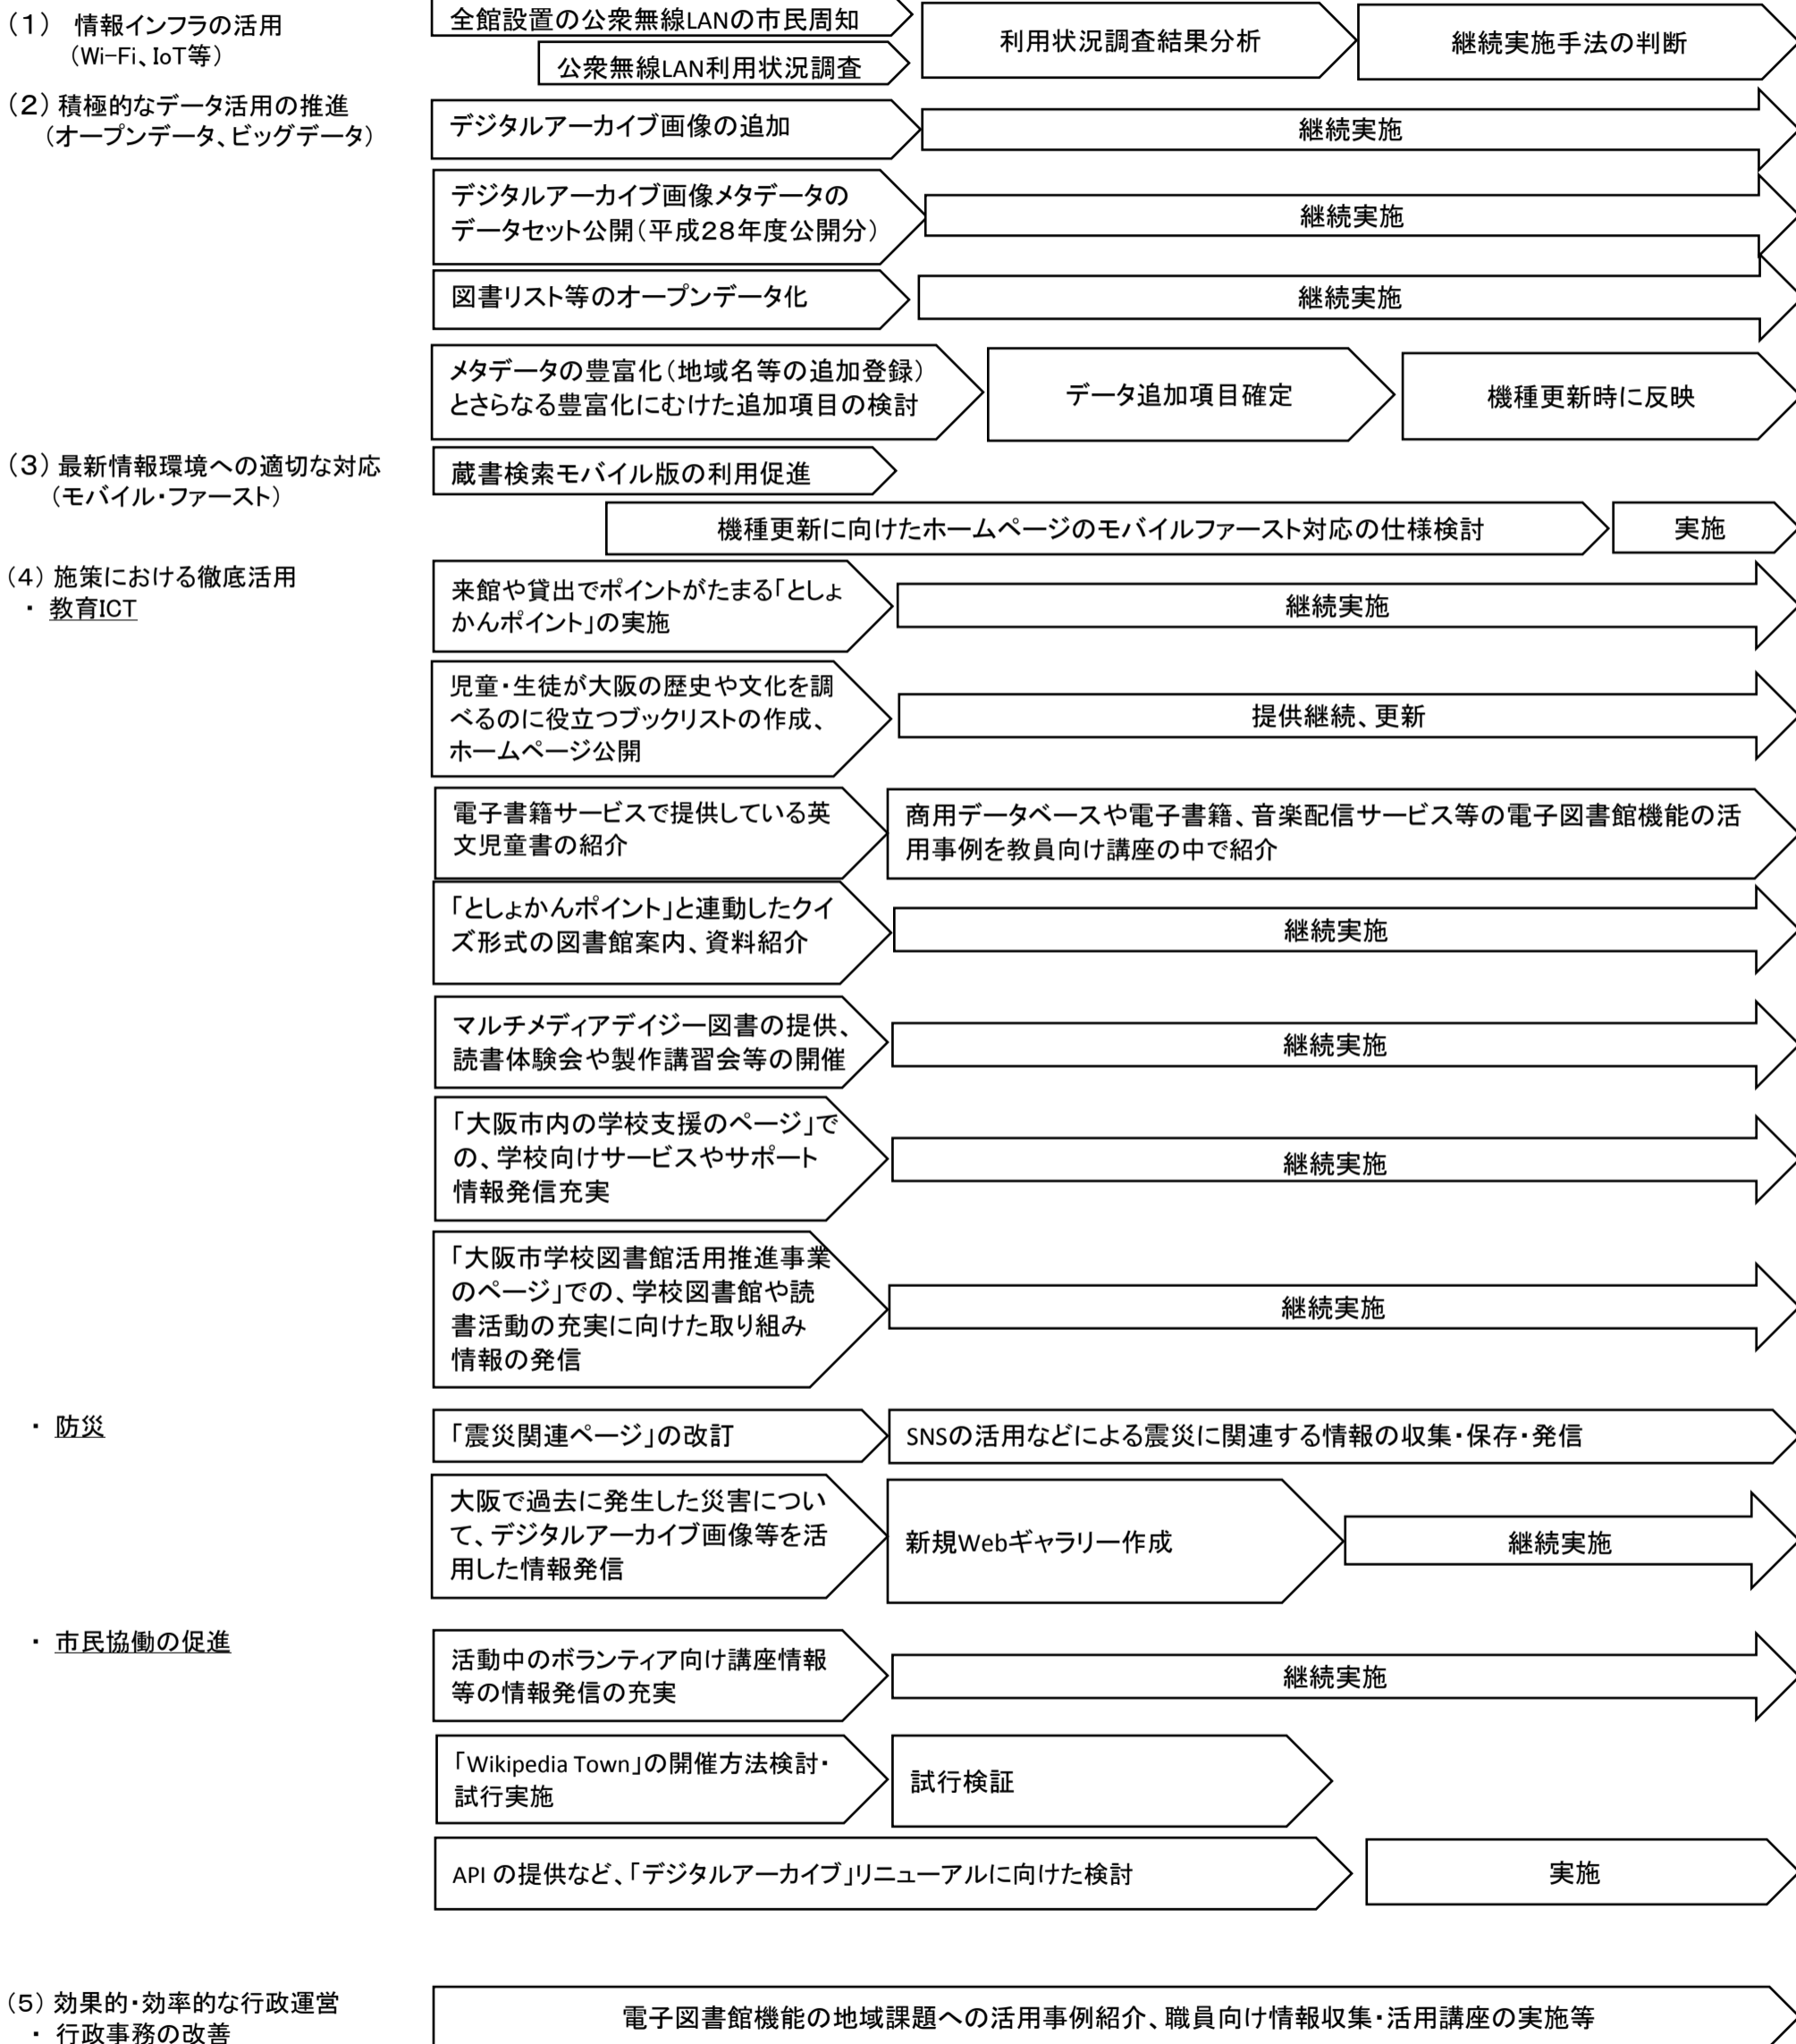 （１） 情報インフラの活用
（Wi-Fi、IoT等）
全館設置の公衆無線LANの市民周知
公衆無線LAN利用状況調査
利用状況調査結果分析
継続実施手法の判断
（２）積極的なデータ活用の推進
（オープンデータ、ビッグデータ）
デジタルアーカイブ画像の追加
継続実施
デジタルアーカイブ画像メタデータの
データセット公開（平成２８年度公開分）
継続実施
図書リスト等のオープンデータ化
継続実施
メタデータの豊富化（地域名等の追加登録）
とさらなる豊富化にむけた追加項目の検討
データ追加項目確定
機種更新時に反映
（３）最新情報環境への適切な対応
（モバイル・ファースト）
蔵書検索モバイル版の利用促進
機種更新に向けたホームページのモバイルファースト対応の仕様検討
実施
（４）施策における徹底活用
・ 教育ICT
来館や貸出でポイントがたまる「としょ
かんポイント」の実施
継続実施
児童・生徒が大阪の歴史や文化を調
べるのに役立つブックリストの作成、
ホームページ公開
提供継続、更新
電子書籍サービスで提供している英
文児童書の紹介
商用データベースや電子書籍、音楽配信サービス等の電子図書館機能の活
用事例を教員向け講座の中で紹介
「としょかんポイント」と連動したクイ
ズ形式の図書館案内、資料紹介
継続実施
マルチメディアデイジー図書の提供、
読書体験会や製作講習会等の開催
継続実施
「大阪市内の学校支援のページ」で
の、学校向けサービスやサポート
情報発信充実
継続実施
「大阪市学校図書館活用推進事業
のページ」での、学校図書館や読
書活動の充実に向けた取り組み
情報の発信
継続実施
・ 防災
「震災関連ページ」の改訂
SNSの活用などによる震災に関連する情報の収集・保存・発信
大阪で過去に発生した災害につい
て、デジタルアーカイブ画像等を活
用した情報発信
新規Webギャラリー作成
継続実施
・ 市民協働の促進
活動中のボランティア向け講座情報
等の情報発信の充実
継続実施
「Wikipedia Town」の開催方法検討・
試行実施
試行検証
API の提供など、「デジタルアーカイブ」リニューアルに向けた検討
実施
（５）効果的・効率的な行政運営
・ 行政事務の改善
電子図書館機能の地域課題への活用事例紹介、職員向け情報収集・活用講座の実施等